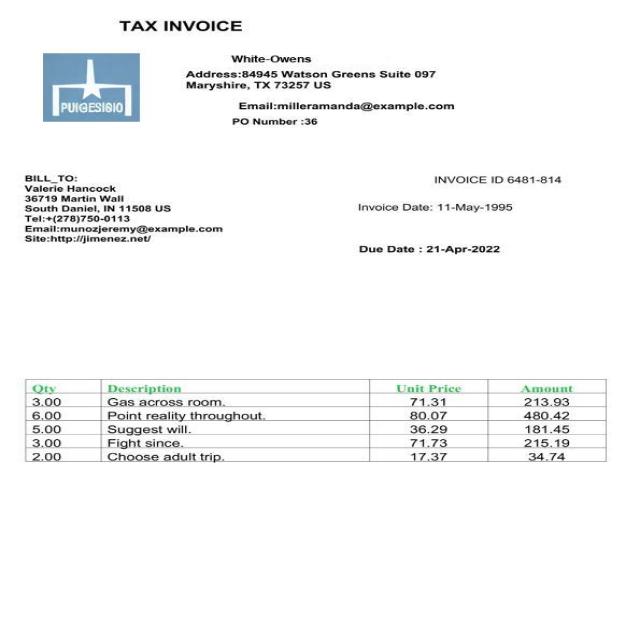 TAX INVOICE
PUIGESIGIO
White-Owens
Address:84945 Watson Greens Suite 097
Maryshire, TX 73257 US
Email:milleramanda@example.com
PO Number :36
BILL_TO:
Valerie Hancock
36719 Martin Wall
South Daniel, IN 11508 US
Tel:+(278)750-0113
Email:munozjeremy@example.com
Site:http://jimenez.net/
INVOICE ID 6481-814
Invoice Date: 11-May-1995
Due Date : 21-Apr-2022
Qty Description Unit Price Amount
3.00 Gas across room. 71.31 213.93
6.00 Point reality throughout. 80.07 480.42
5.00 Suggest will. 36.29 181.45
3.00 Fight since. 71.73 215.19
2.00 Choose adult trip. 17.37 34.74